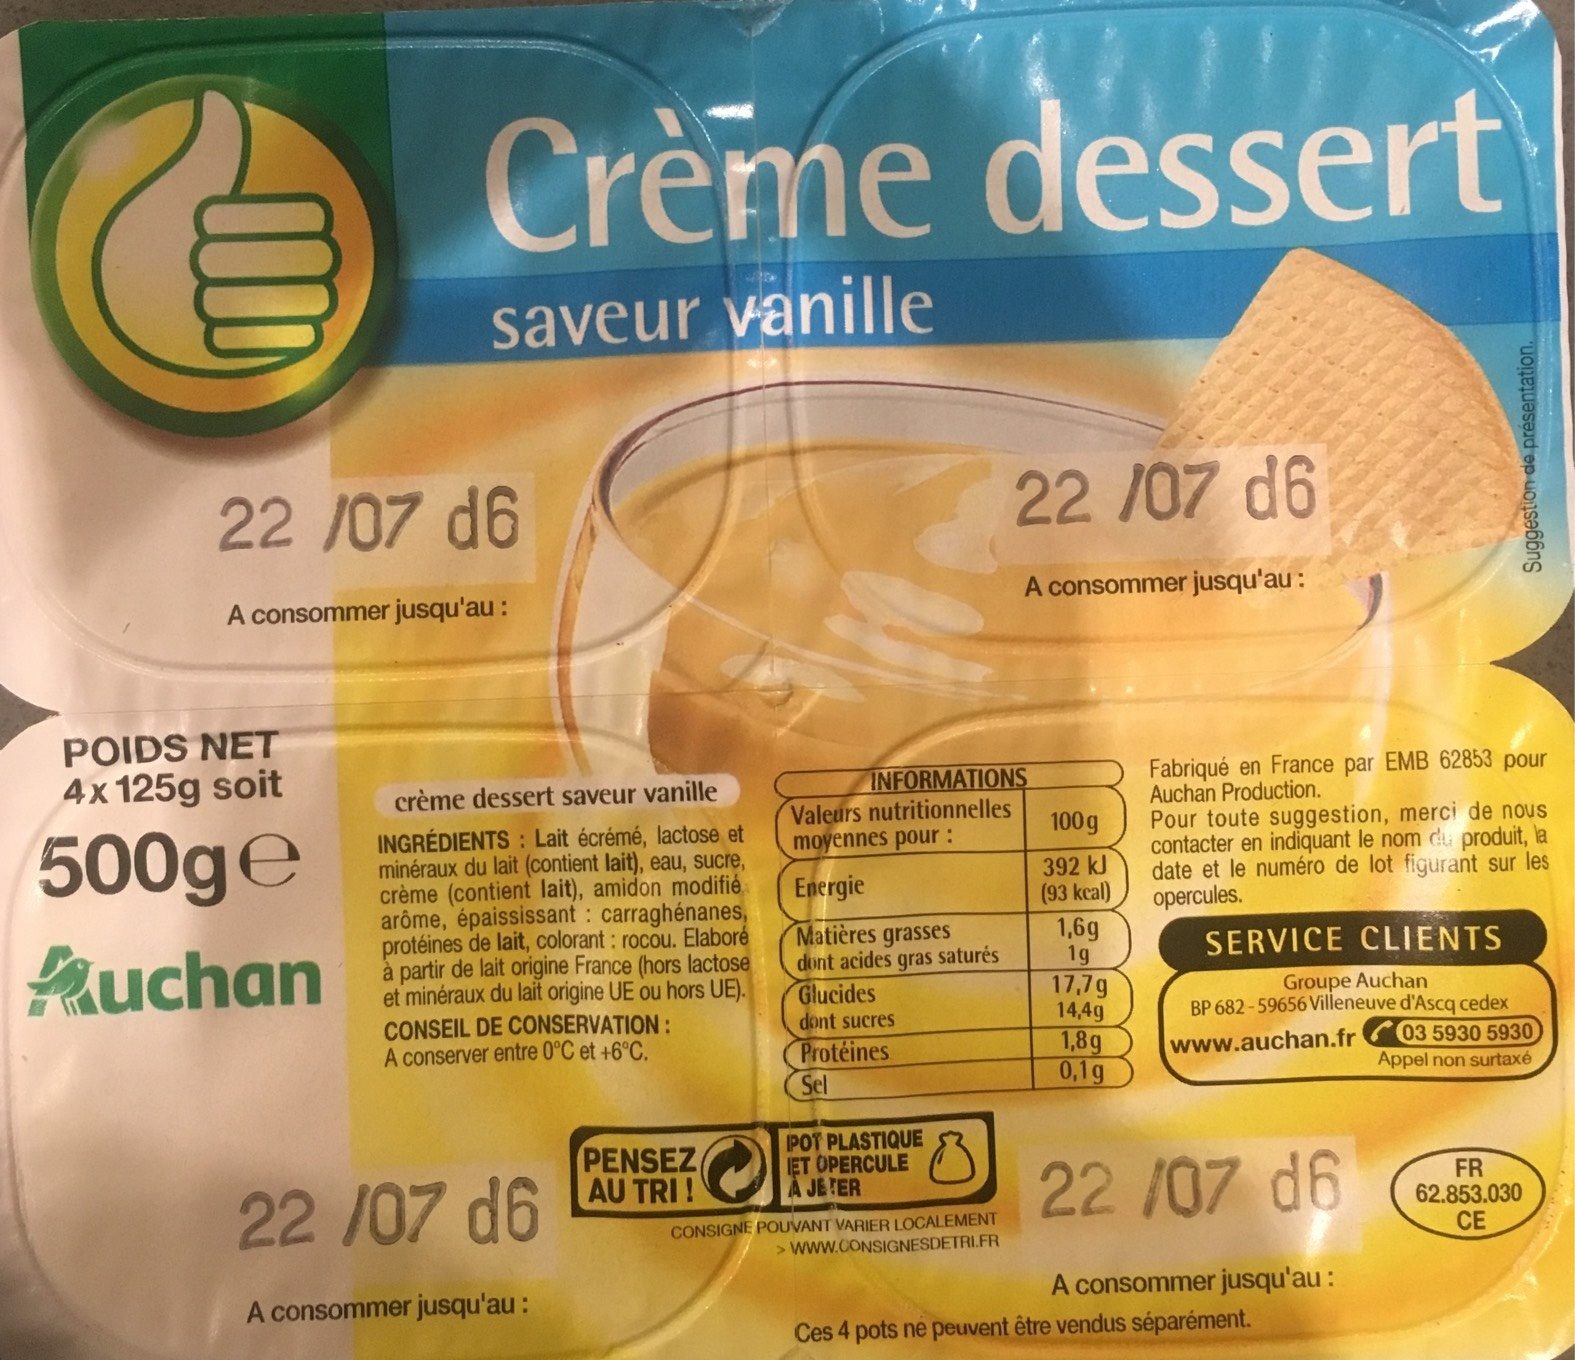 Crème dessert
saveur vanille
Suggestion de présentation.
22 /07 d6
A consommer jusqu'au :
22 /07 d6
A consommer jusqu'au :
POIDS NET
4x125g soit
500g e
Auchan
crème dessert saveur vanille
INGRÉDIENTS : Lait écrémé, lactose et
minéraux du lait (contient lait), eau, sucre,
crème (contient lait), amidon modifié,
arôme, épaississant : carraghénanes,
protéines de lait, colorant : rocou. Elaboré
à partir de lait origine France (hors lactose
et minéraux du lait origine UE ou hors UE).
CONSEIL DE CONSERVATION :
A conserver entre 0°C et +6°C.
INFORMATIONS
Valeurs nutritionnelles
moyennes pour : 100g
Energie 392 kJ
(93 kcal)
Matières grasses 1,6g
dont acides gras saturés 1g
Glucides 17,7g
dont sucres 14,4g
Protéines 1,8g
Sel 0,1g
Fabriqué en France par EMB 62853 pour
Auchan Production.
Pour toute suggestion, merci de nous
contacter en indiquant le nom du produit, la
date et le numéro de lot figurant sur les
opercules.
SERVICE CLIENTS
Groupe Auchan
BP 682 - 59656 Villeneuve d'Ascq cedex
www.auchan.fr 03 5930 5930
Appel non surtaxé
PENSEZ
AU TRI !
POT PLASTIQUE
ET OPERCULE
À JETER
CONSIGNE POUVANT VARIER LOCALEMENT
> WWW.CONSIGNESDETRI.FR
22 /07 d6
A consommer jusqu'au :
22 /07 d6
A consommer jusqu'au :
FR
62.853.030
CE
Ces 4 pots ne peuvent être vendus séparément.